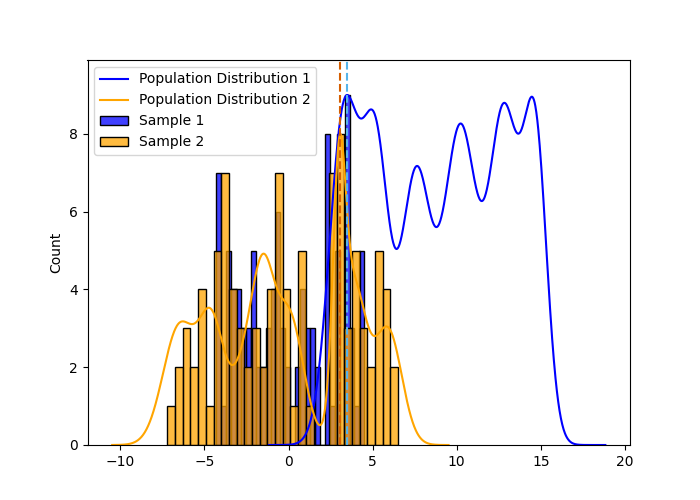 Population Distribution 1
Population Distribution 2
Sample 1
Sample 2
Count
8
6
4
2
0
−10
−5
0
5
10
15
20